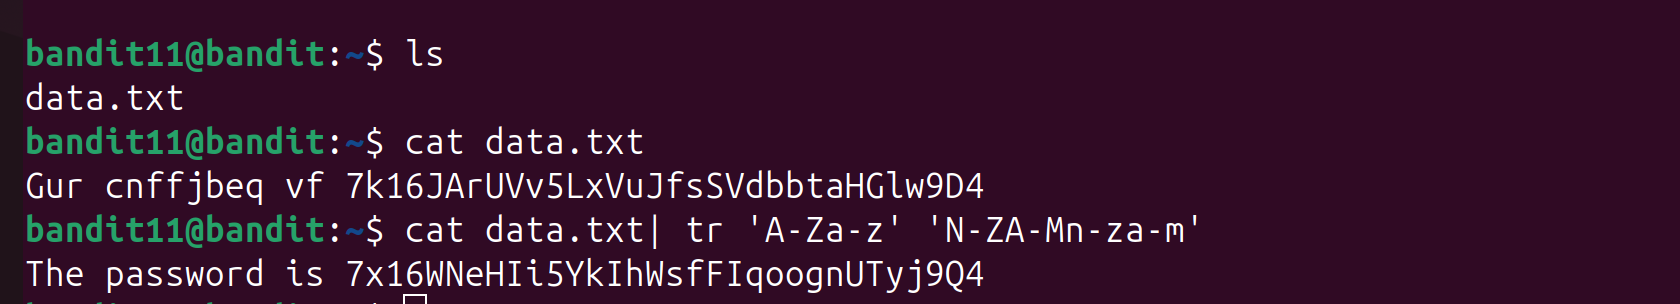 bandit11@bandit:~$ ls
data.txt
bandit11@bandit:~$ cat data.txt
Gur cnffjbeq vf 7k16JArUVv5LxVuJfsSVdbbtaHGlw9D4
bandit11@bandit:~$ cat data.txt| tr 'A-Za-z' 'N-ZA-Mn-za-m'
The password is 7x16WNeHIi5YkIhWsfFIqoognUTyj9Q4